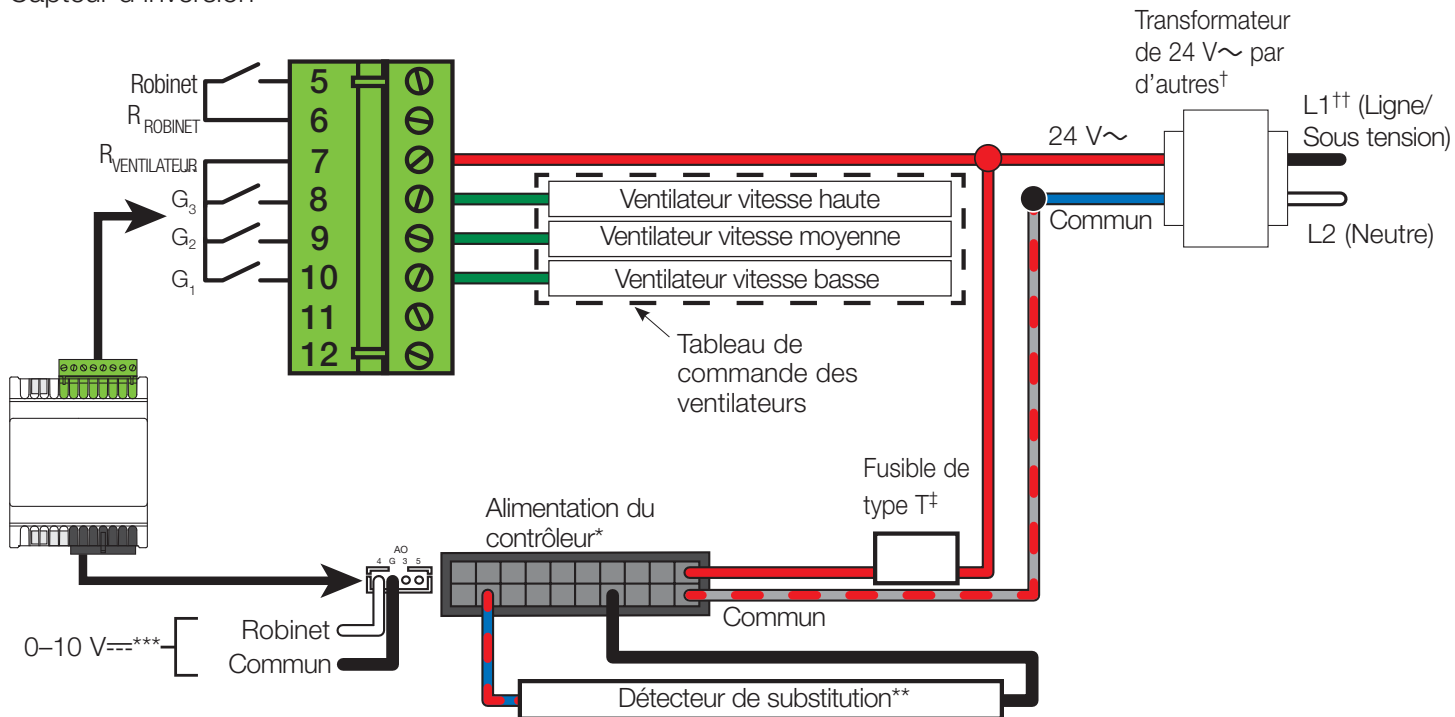 Capteur d'inversion
Transformateur
de 24 V～ par
d'autres†
L1†† (Ligne/
Sous tension)
24 V～
Commun
L2 (Neutre)
Robinet
R ROBINET
R VENTILATEUR
G3
G2
G1
5
6
7
8
9
10
11
12
Ventilateur vitesse haute
Ventilateur vitesse moyenne
Ventilateur vitesse basse
Tableau de
commande des
ventilateurs
Fusible de
type T‡
Alimentation du
contrôleur*
AO
4 G 3 5
Commun
0–10 V⎓***
Robinet
Commun
Détecteur de substitution**